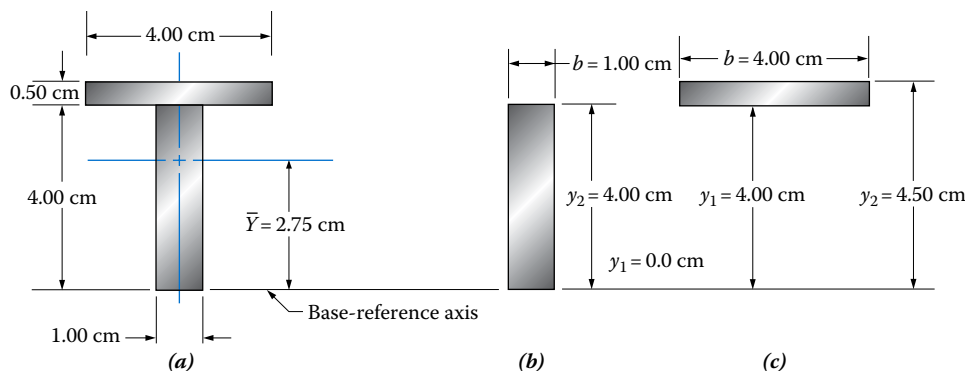 4.00 cm
0.50 cm
4.00 cm
Y̅ = 2.75 cm
1.00 cm
Base-reference axis
(a)
b = 1.00 cm
y₂ = 4.00 cm
y₁ = 0.0 cm
(b)
b = 4.00 cm
y₁ = 4.00 cm
y₂ = 4.50 cm
(c)